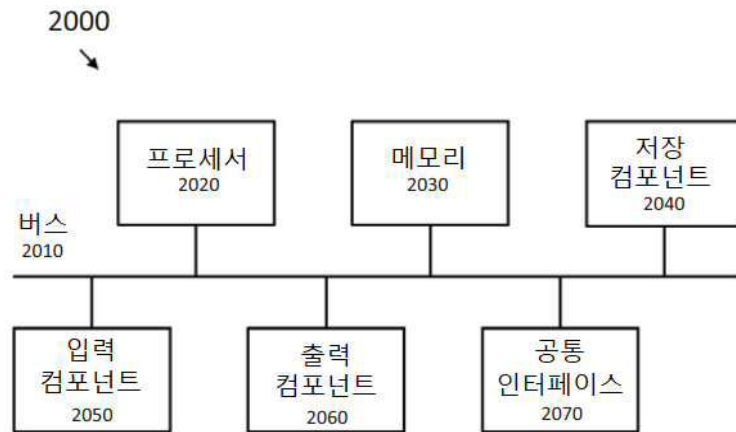 2000
프로세서
2020
메모리
2030
저장
컴포넌트
2040
버스
2010
입력
컴포넌트
2050
출력
컴포넌트
2060
공통
인터페이스
2070